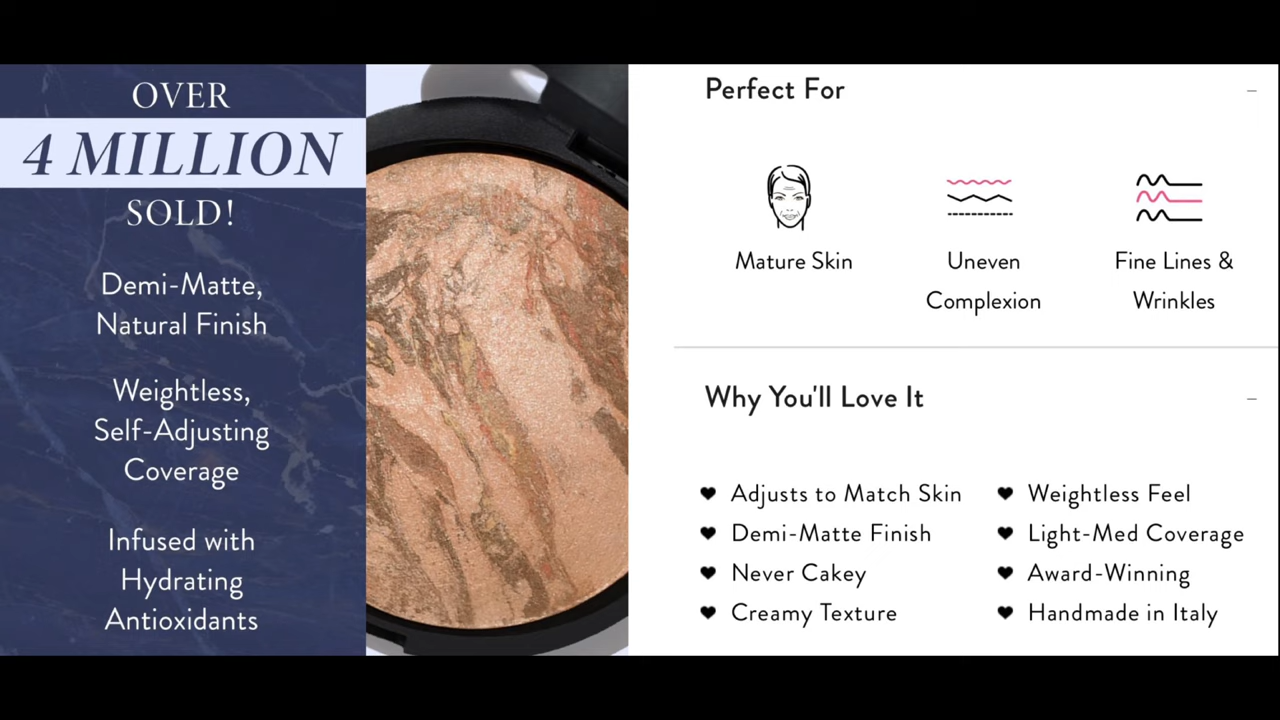 OVER
4 MILLION
SOLD!
Demi-Matte,
Natural Finish
Weightless,
Self-Adjusting
Coverage
Infused with
Hydrating
Antioxidants
Perfect For
Mature Skin
Uneven
Complexion
Fine Lines &
Wrinkles
Why You'll Love It
Adjusts to Match Skin
Demi-Matte Finish
Never Cakey
Creamy Texture
Weightless Feel
Light-Med Coverage
Award-Winning
Handmade in Italy